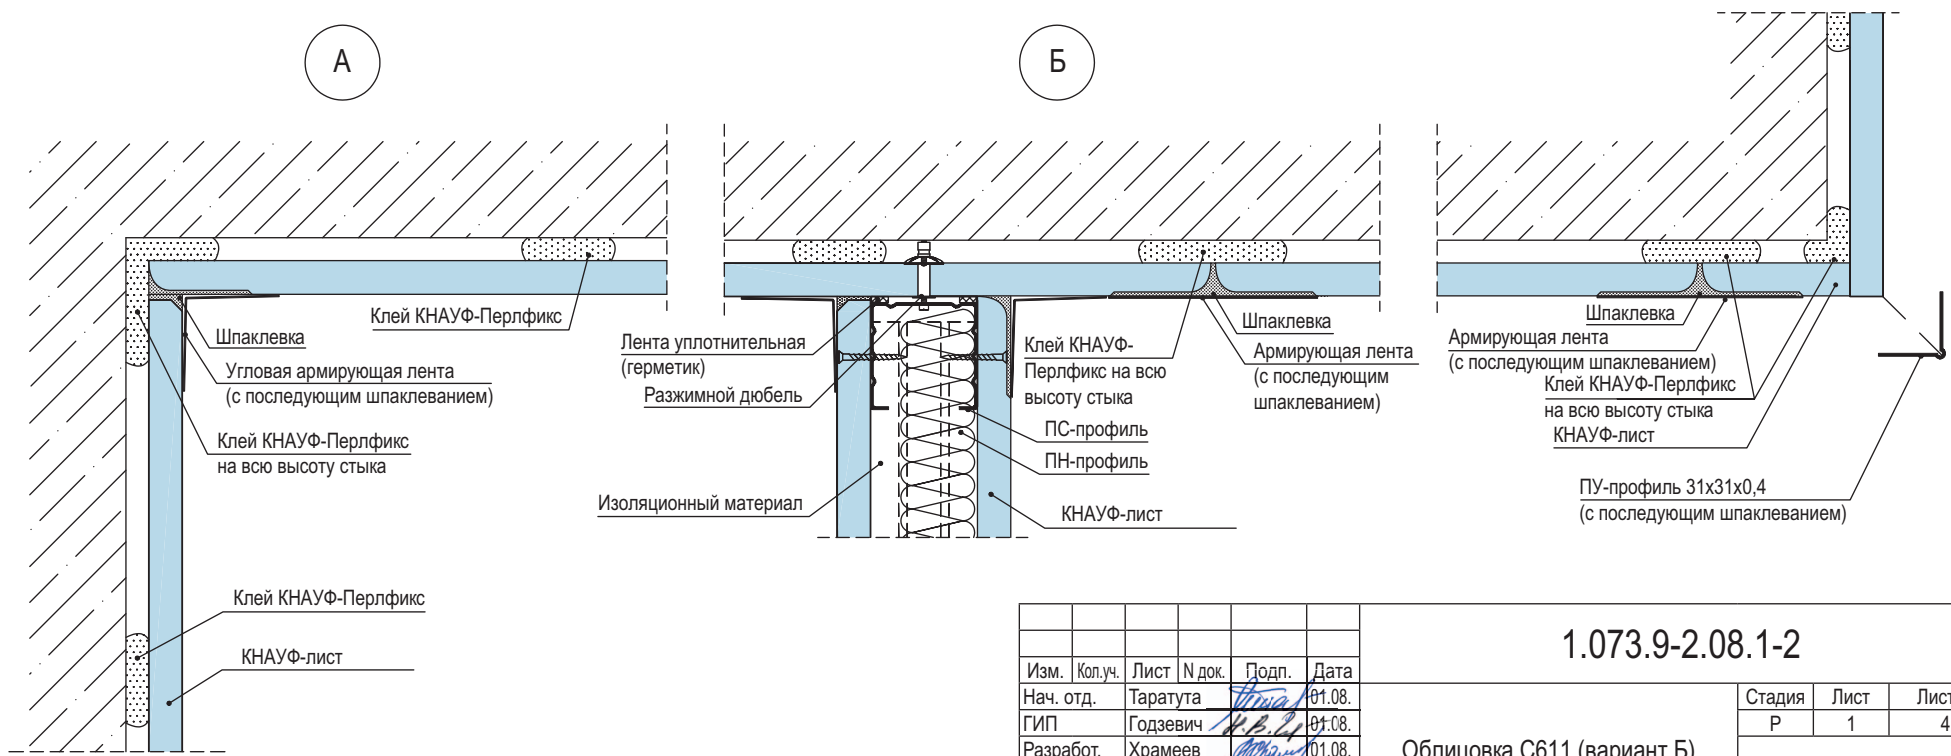 А
Б
Клей КНАУФ-Перлфикс
Шпаклевка
Угловая армирующая лента
(с последующим шпаклеванием)
Клей КНАУФ-Перлфикс
на всю высоту стыка
Клей КНАУФ-Перлфикс
КНАУФ-лист
Лента уплотнительная
(герметик)
Разжимной дюбель
Изоляционный материал
Клей КНАУФ-
Перлфикс на всю
высоту стыка
ПС-профиль
ПН-профиль
КНАУФ-лист
Шпаклевка
Армирующая лента
(с последующим
шпаклеванием)
Шпаклевка
Армирующая лента
(с последующим шпаклеванием)
Клей КНАУФ-Перлфикс
на всю высоту стыка
КНАУФ-лист
ПУ-профиль 31х31х0,4
(с последующим шпаклеванием)
1.073.9-2.08.1-2
Изм. Кол.уч. Лист N док. Подп. Дата
Нач. отд. Таратута 01.08.
ГИП Годзевич 01.08.
Разработ. Храмеев 01.08.
Стадия Лист Лист
Р 1 4
Облицовка С611 (вариант Б)